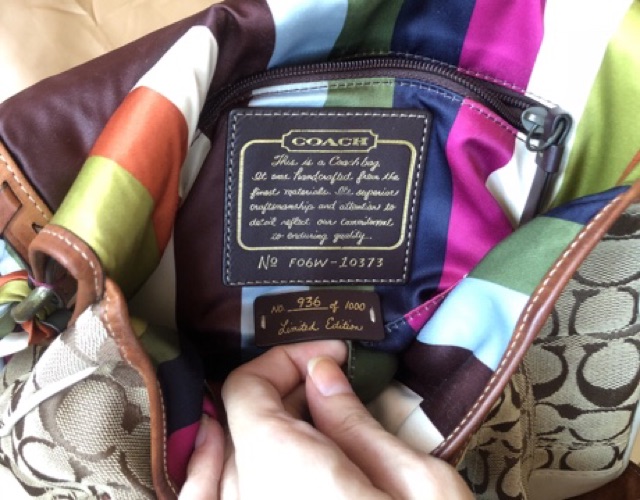 COACH
This is a Coach bag.
It was handcrafted from the
finest materials. Its superior
craftsmanship and attention to
detail reflect our commitment
to enduring quality.
No F06W-10373
NO. 936 of 1000
Limited Edition